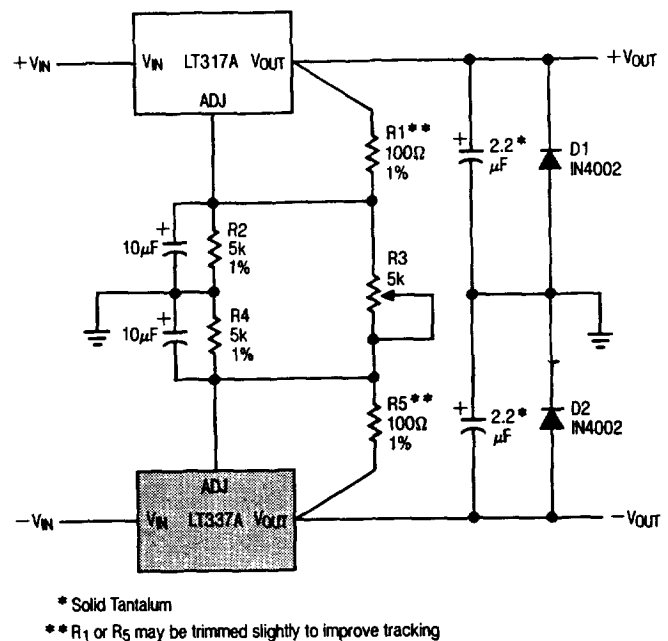 +VIN
VIN LT317A VOUT
ADJ
+VOUT
R1**
100Ω
1%
+
2.2*
μF
D1
IN4002
+
10μF
R2
5k
1%
R3
5k
10μF
+
R4
5k
1%
R5**
100Ω
1%
+
2.2*
μF
D2
IN4002
ADJ
−VIN
VIN LT337A VOUT
−VOUT
* Solid Tantalum
** R1 or R5 may be trimmed slightly to improve tracking